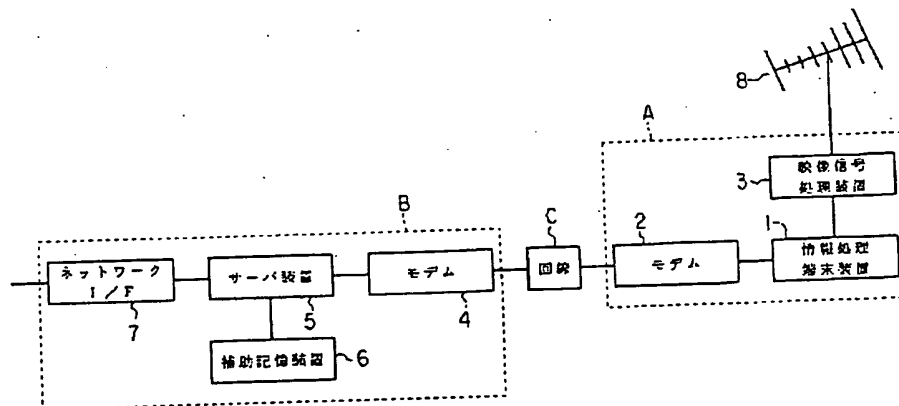 8
A
映像信号
処理装置
3
B
C
2
1
ネットワーク
I/F
サーバ装置
モデム
回線
モデム
情報処理
端末装置
7
5
4
補助記憶装置
6